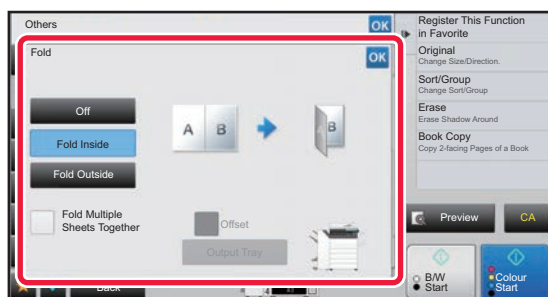 Others
OK
Fold
OK
Off
Fold Inside
Fold Outside
Fold Multiple
Sheets Together
A B
B
Offset
Output Tray
Back
Register This Function
in Favorite
Original
Change Size/Direction.
Sort/Group
Change Sort/Group
Erase
Erase Shadow Around
Book Copy
Copy 2-facing Pages of a Book
Preview
CA
B/W
Start
Colour
Start